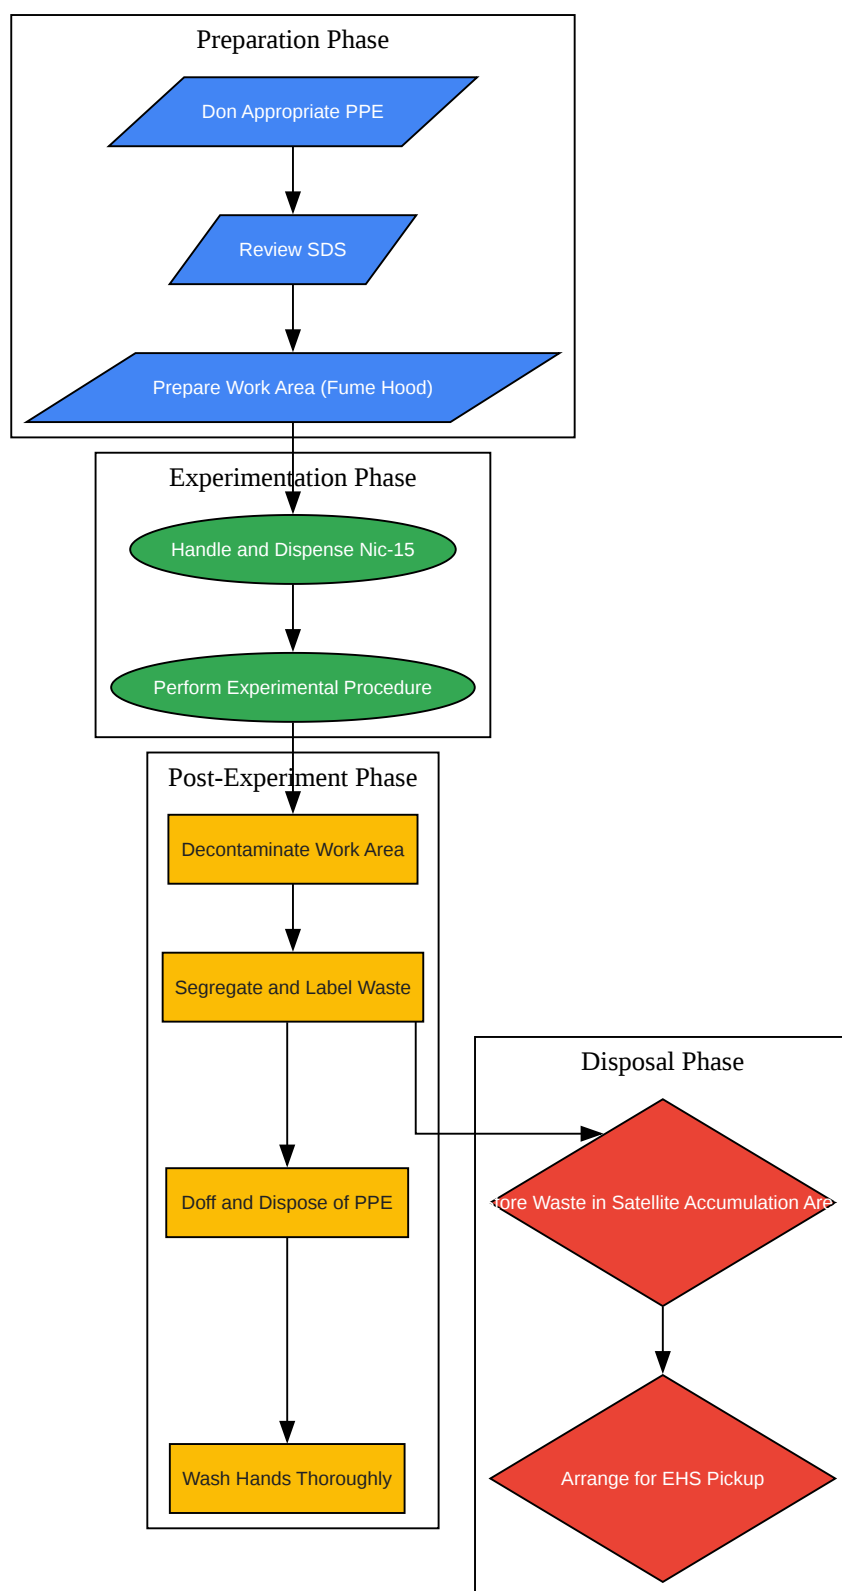 Preparation Phase
Don Appropriate PPE
Review SDS
Prepare Work Area (Fume Hood)
Experimentation Phase
Handle and Dispense Nic-15
Perform Experimental Procedure
Post-Experiment Phase
Decontaminate Work Area
Segregate and Label Waste
Doff and Dispose of PPE
Wash Hands Thoroughly
Disposal Phase
Waste in Satellite Accumulation
Arrange for EHS Pickup